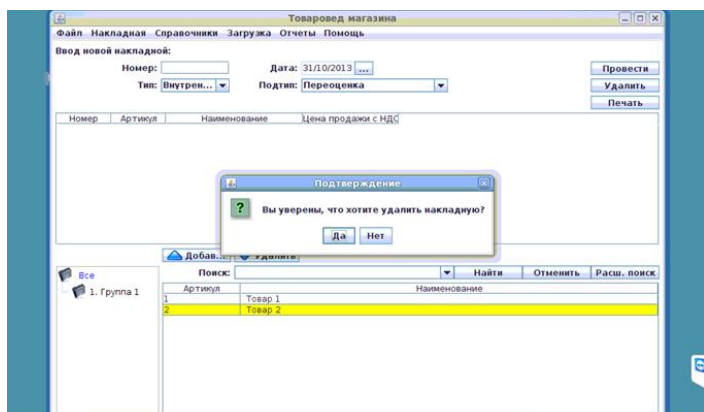 Товаровед магазина
Файл Накладная Справочники Загрузка Отчеты Помощь
Ввод новой накладной:
Номер: Дата: 31/10/2013 ... Провести
Тип: Внутрен... Подтип: Переоценка Удалить
Печать
Номер Артикул Наименование Цена продажи с НДС
Подтверждение
? Вы уверены, что хотите удалить накладную?
Да Нет
Добав... Удалить
Все Поиск: Найти Отменить Расш. поиск
1. Группа 1 Артикул Наименование
1 Товар 1
2 Товар 2